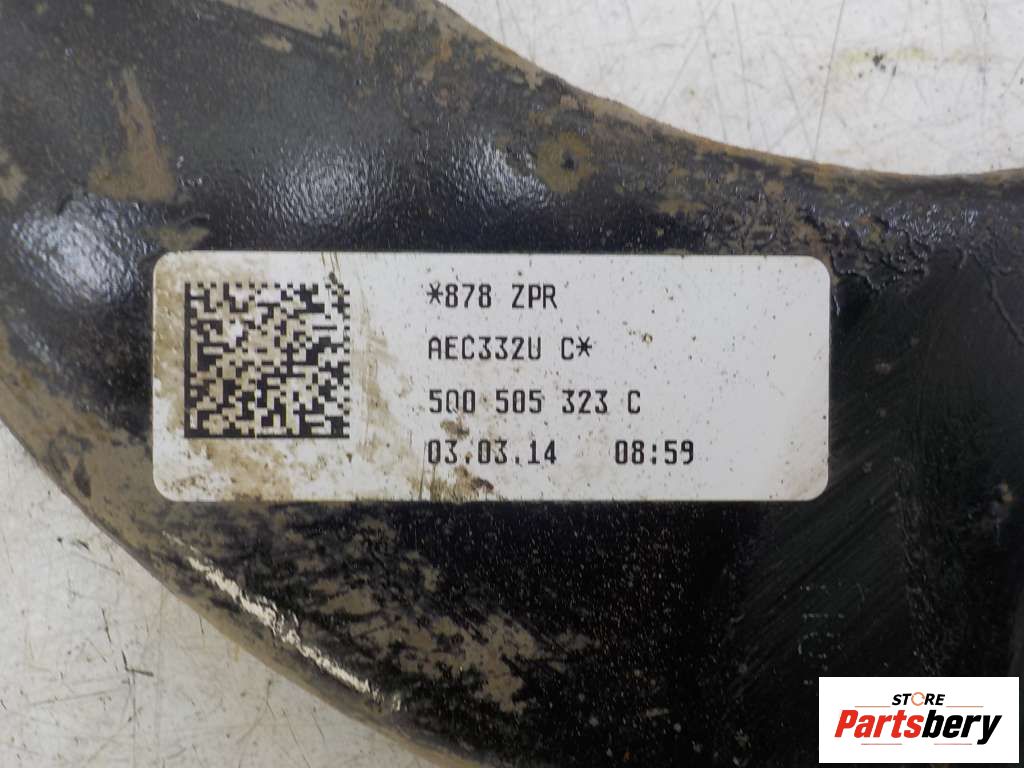 *878 ZPR
AEC332U C*
5Q0 505 323 C
03.03.14 08:59
STORE
Partsbery